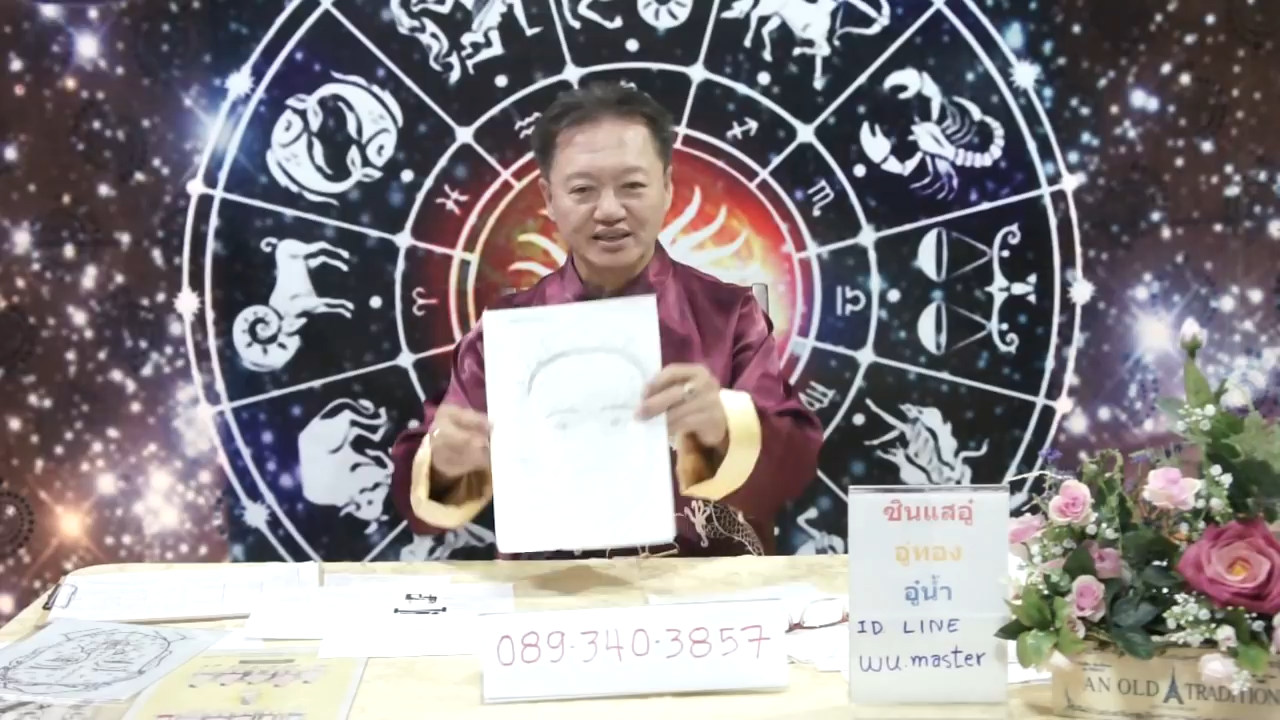 ซินแสอู๋
อู่ทอง
อู๋น้ำ
ID LINE
wu.master
089.340.3857
AN OLD TRADITION